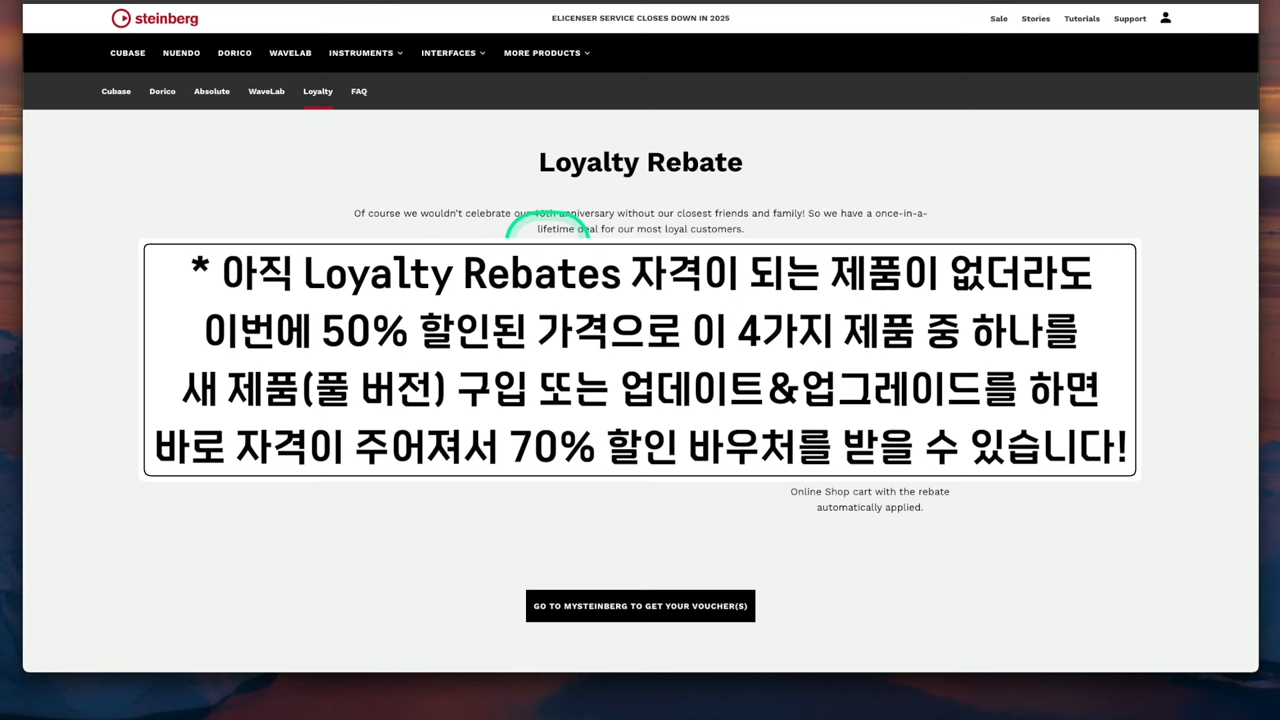 steinberg
ELICENSER SERVICE CLOSES DOWN IN 2025
Sale Stories Tutorials Support
CUBASE NUENDO DORICO WAVELAB INSTRUMENTS INTERFACES MORE PRODUCTS
Cubase Dorico Absolute WaveLab Loyalty FAQ
Loyalty Rebate
Of course we wouldn't celebrate our 40th anniversary without our closest friends and family! So we have a once-in-a-
lifetime deal for our most loyal customers.
* 아직 Loyalty Rebates 자격이 되는 제품이 없더라도
이번에 50% 할인된 가격으로 이 4가지 제품 중 하나를
새 제품(풀 버전) 구입 또는 업데이트&업그레이드를 하면
바로 자격이 주어져서 70% 할인 바우처를 받을 수 있습니다!
Online Shop cart with the rebate
automatically applied.
GO TO MYSTEINBERG TO GET YOUR VOUCHER(S)